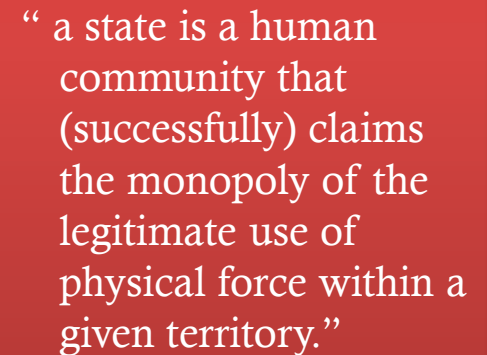 “ a state is a human
community that
(successfully) claims
the monopoly of the
legitimate use of
physical force within a
given territory.”